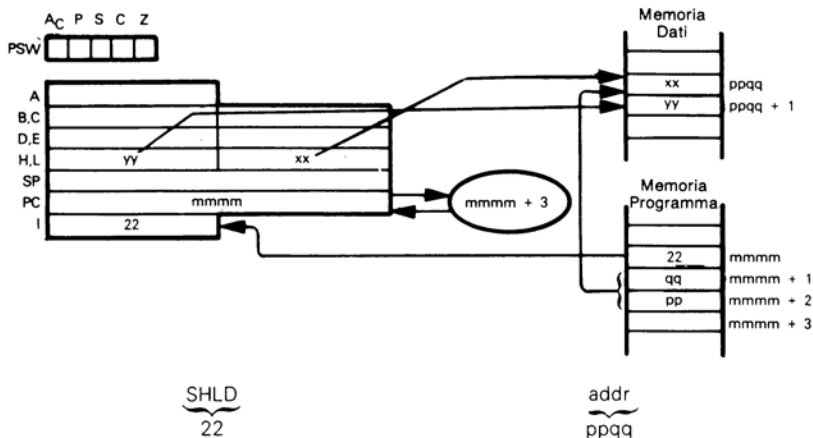 AC P S C Z
PSW
A
B,C
D,E
H,L yy xx
SP
PC mmmm
I 22
mmmm + 3
Memoria
Dati
xx ppqq
yy ppqq + 1
Memoria
Programma
22 mmmm
qq mmmm + 1
pp mmmm + 2
mmmm + 3
SHLD addr
22 ppqq